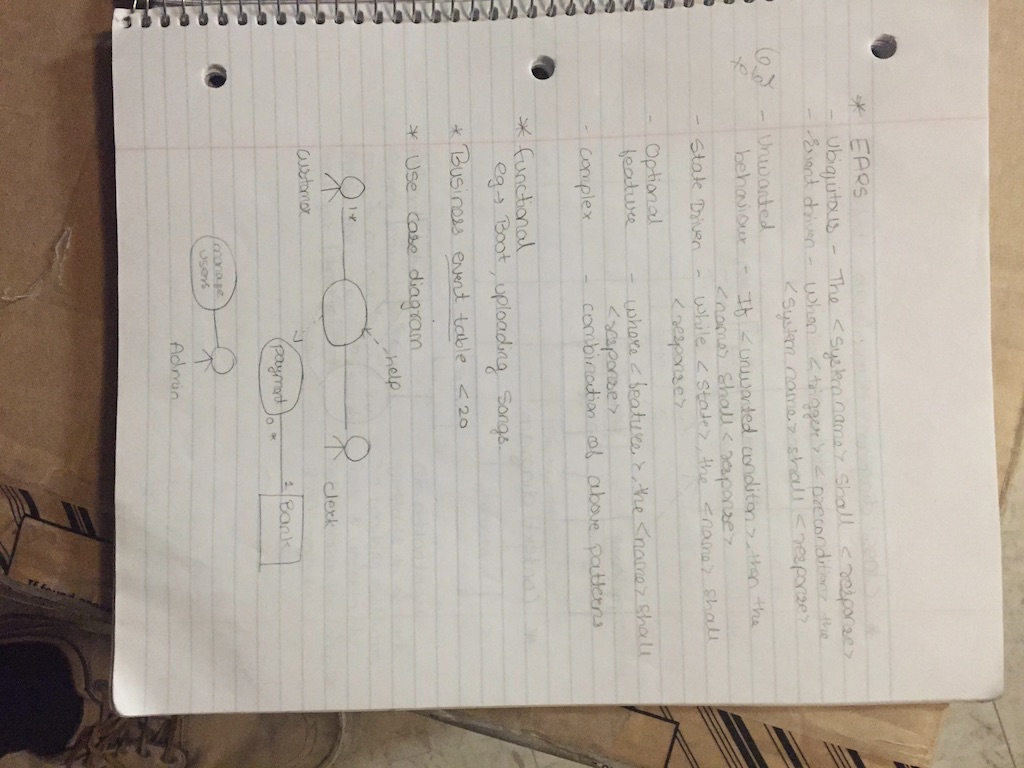 * EARS
- Ubiquitous - The <System name> Shall <response>
- Event driven - When <trigger> <precondition> the
<System name> shall <response>
- Unwanted
behaviour - If <unwanted condition>, then the
<name> shall <response>
- State Driven - while <state> the <name> shall
<response>
- Optional
feature - where <feature> the <name> shall
<response>
- complex - combination of above patterns
* functional
eg> Boot, uploading Songs.
* Business event table < 20
* Use case diagram
help
1*
customer
clerk
payment
0*
1
Bank
manage
users
Admin